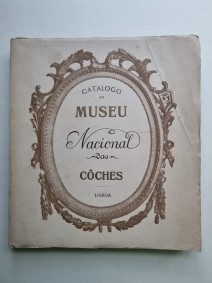 CATALOGO
DO
MUSEU
Nacional
dos
CÔCHES
LISBOA